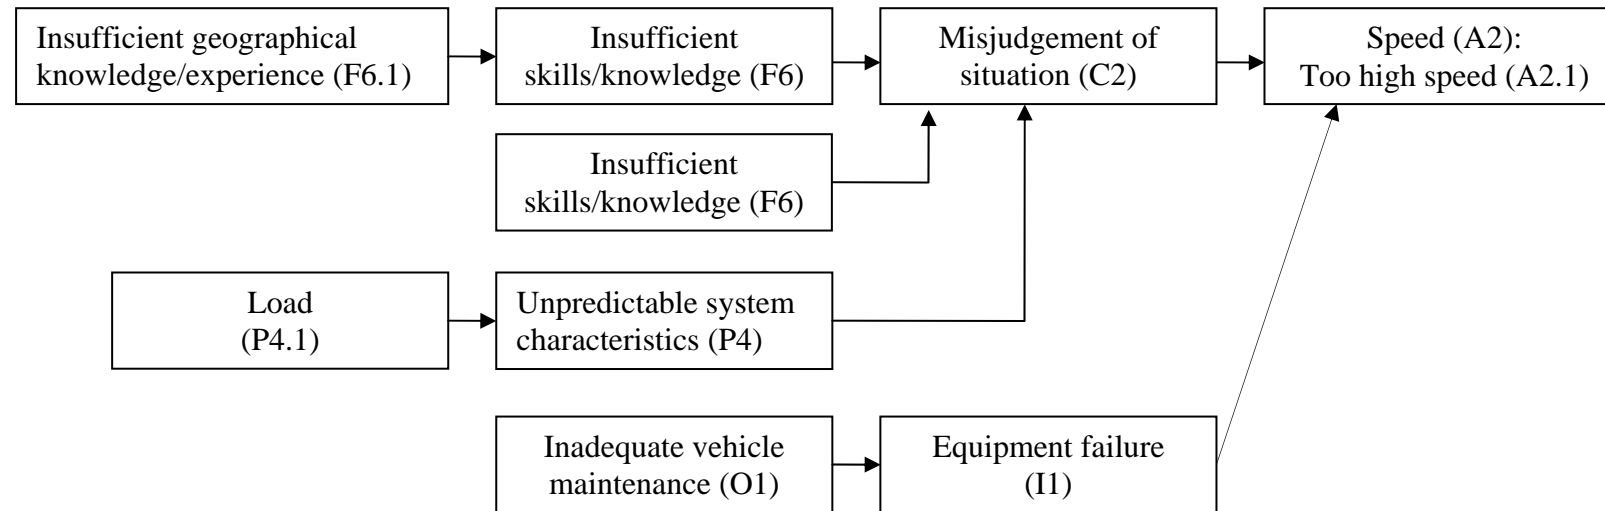 Insufficient geographical
knowledge/experience (F6.1)
Insufficient
skills/knowledge (F6)
Misjudgement of
situation (C2)
Speed (A2):
Too high speed (A2.1)
Insufficient
skills/knowledge (F6)
Load
(P4.1)
Unpredictable system
characteristics (P4)
Inadequate vehicle
maintenance (O1)
Equipment failure
(I1)